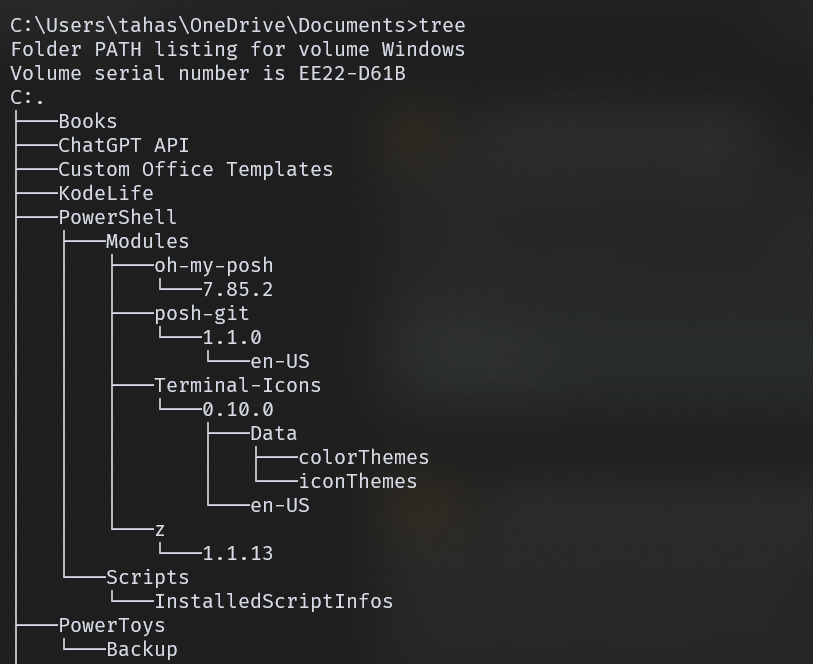 C:\Users\tahas\OneDrive\Documents>tree
Folder PATH listing for volume Windows
Volume serial number is EE22-D61B
C:.
├───Books
├───ChatGPT API
├───Custom Office Templates
├───KodeLife
├───PowerShell
│   ├───Modules
│   │   ├───oh-my-posh
│   │   │   └───7.85.2
│   │   ├───posh-git
│   │   │   └───1.1.0
│   │   │       └───en-US
│   │   ├───Terminal-Icons
│   │   │   └───0.10.0
│   │   │       ├───Data
│   │   │       │   ├───colorThemes
│   │   │       │   └───iconThemes
│   │   │       └───en-US
│   │   └───z
│   │       └───1.1.13
│   └───Scripts
│       └───InstalledScriptInfos
├───PowerToys
│   └───Backup